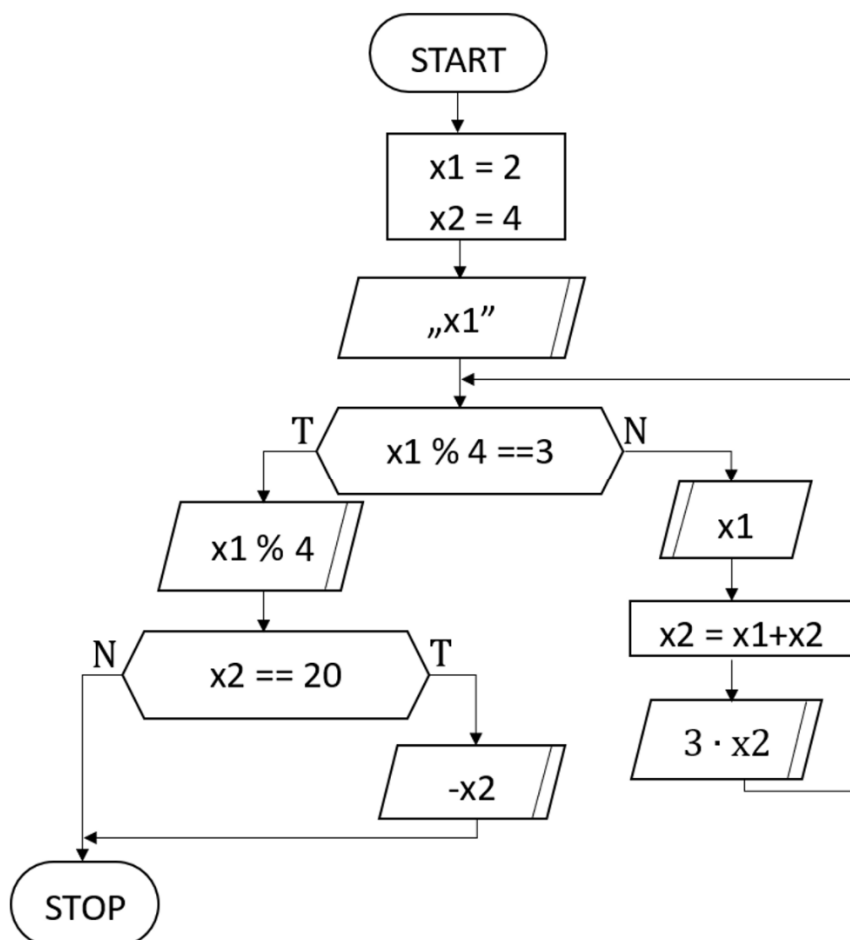 START
x1 = 2
x2 = 4
„x1”
T
x1 % 4 ==3
N
x1 % 4
x1
x2 = x1+x2
N
x2 == 20
T
3 · x2
-x2
STOP